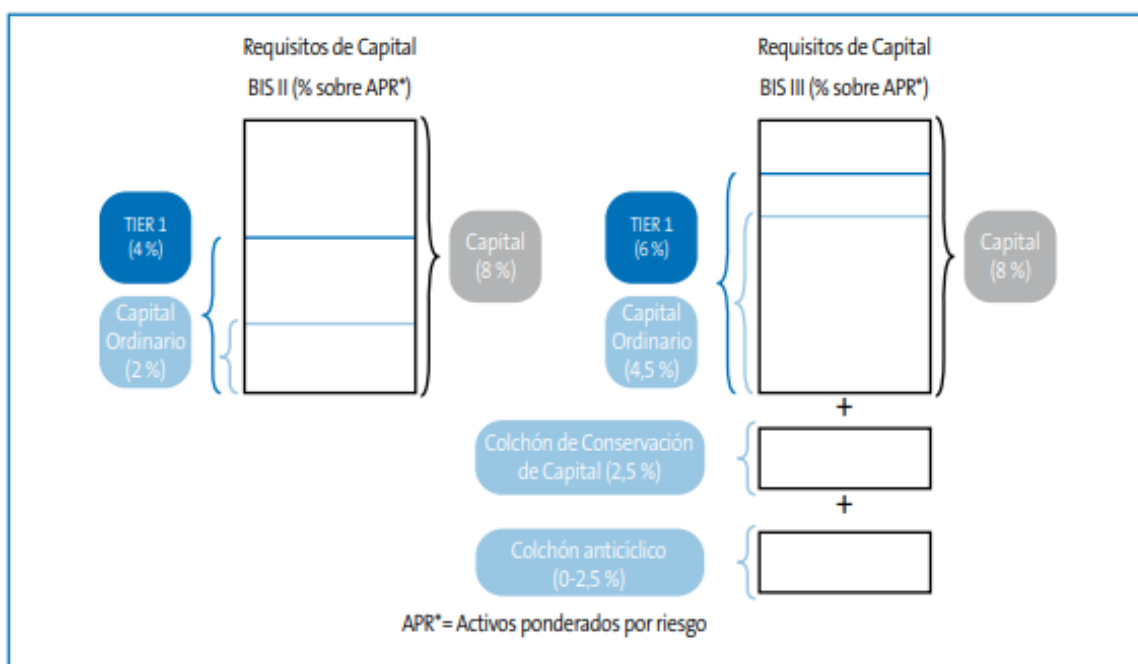 Requisitos de Capital
BIS II (% sobre APR*)
TIER 1
(4 %)
Capital
Ordinario
(2 %)
Capital
(8 %)
Requisitos de Capital
BIS III (% sobre APR*)
TIER 1
(6 %)
Capital
Ordinario
(4,5 %)
Capital
(8 %)
+
Colchón de Conservación
de Capital (2,5 %)
+
Colchón anticíclico
(0-2,5 %)
APR*= Activos ponderados por riesgo